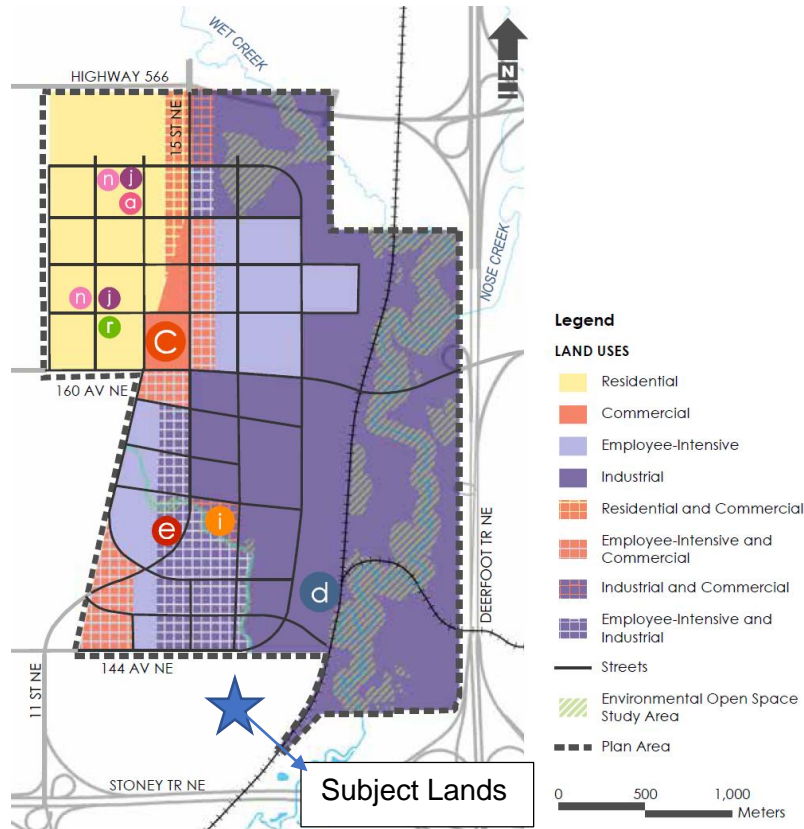 WET CREEK
N
HIGHWAY 566
15 ST NE
n
j
a
NOSE CREEK
n
j
r
C
160 AV NE
e
i
d
DEERFOOT TR NE
144 AV NE
11 ST NE
STONEY TR NE
Subject Lands
Legend
LAND USES
Residential
Commercial
Employee-Intensive
Industrial
Residential and Commercial
Employee-Intensive and
Commercial
Industrial and Commercial
Employee-Intensive and
Industrial
Streets
Environmental Open Space
Study Area
Plan Area
0 500 1,000
Meters